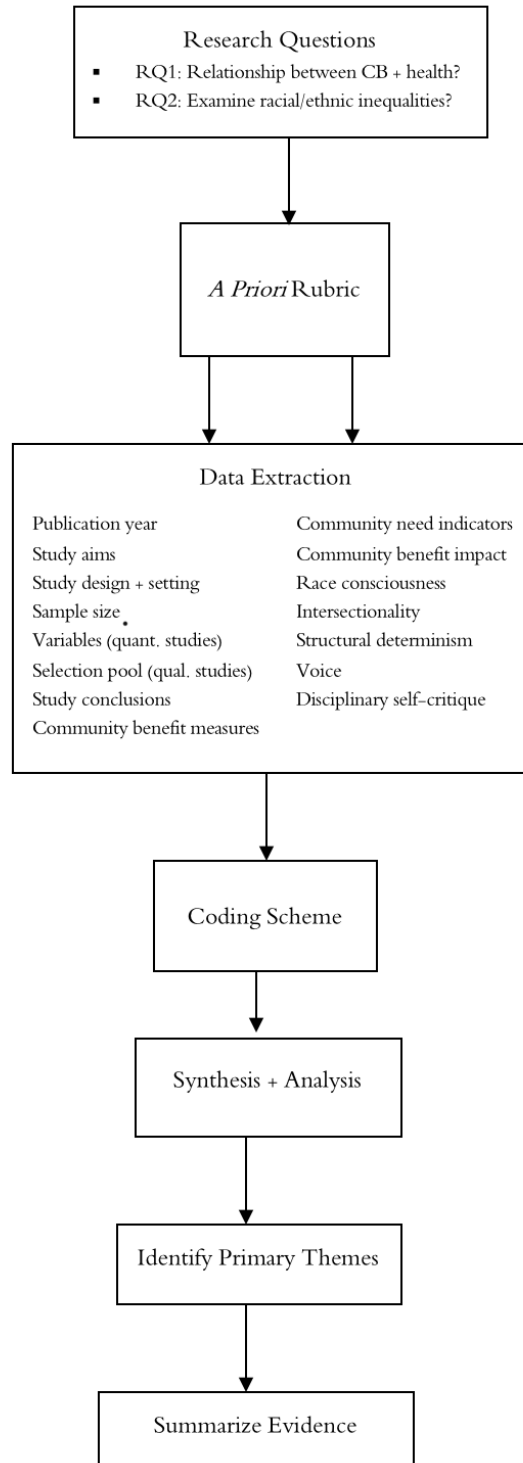 Research Questions
▪ RQ1: Relationship between CB + health?
▪ RQ2: Examine racial/ethnic inequalities?
A Priori Rubric
Data Extraction
Publication year
Study aims
Study design + setting
Sample size
Variables (quant. studies)
Selection pool (qual. studies)
Study conclusions
Community benefit measures
Community need indicators
Community benefit impact
Race consciousness
Intersectionality
Structural determinism
Voice
Disciplinary self-critique
Coding Scheme
Synthesis + Analysis
Identify Primary Themes
Summarize Evidence